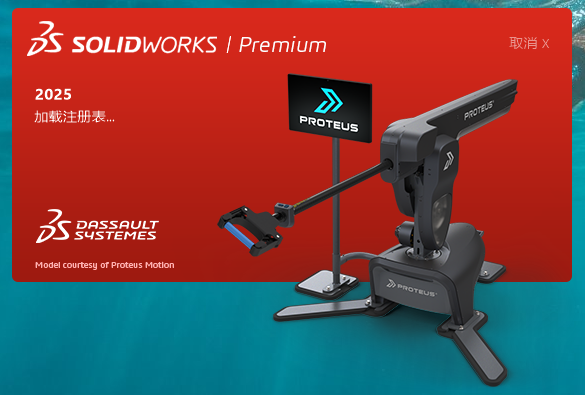 SOLIDWORKS | Premium
取消 X
2025
加载注册表...
PROTEUS
PROTEUS
DASSAULT
SYSTEMES
Model courtesy of Proteus Motion
PROTEUS